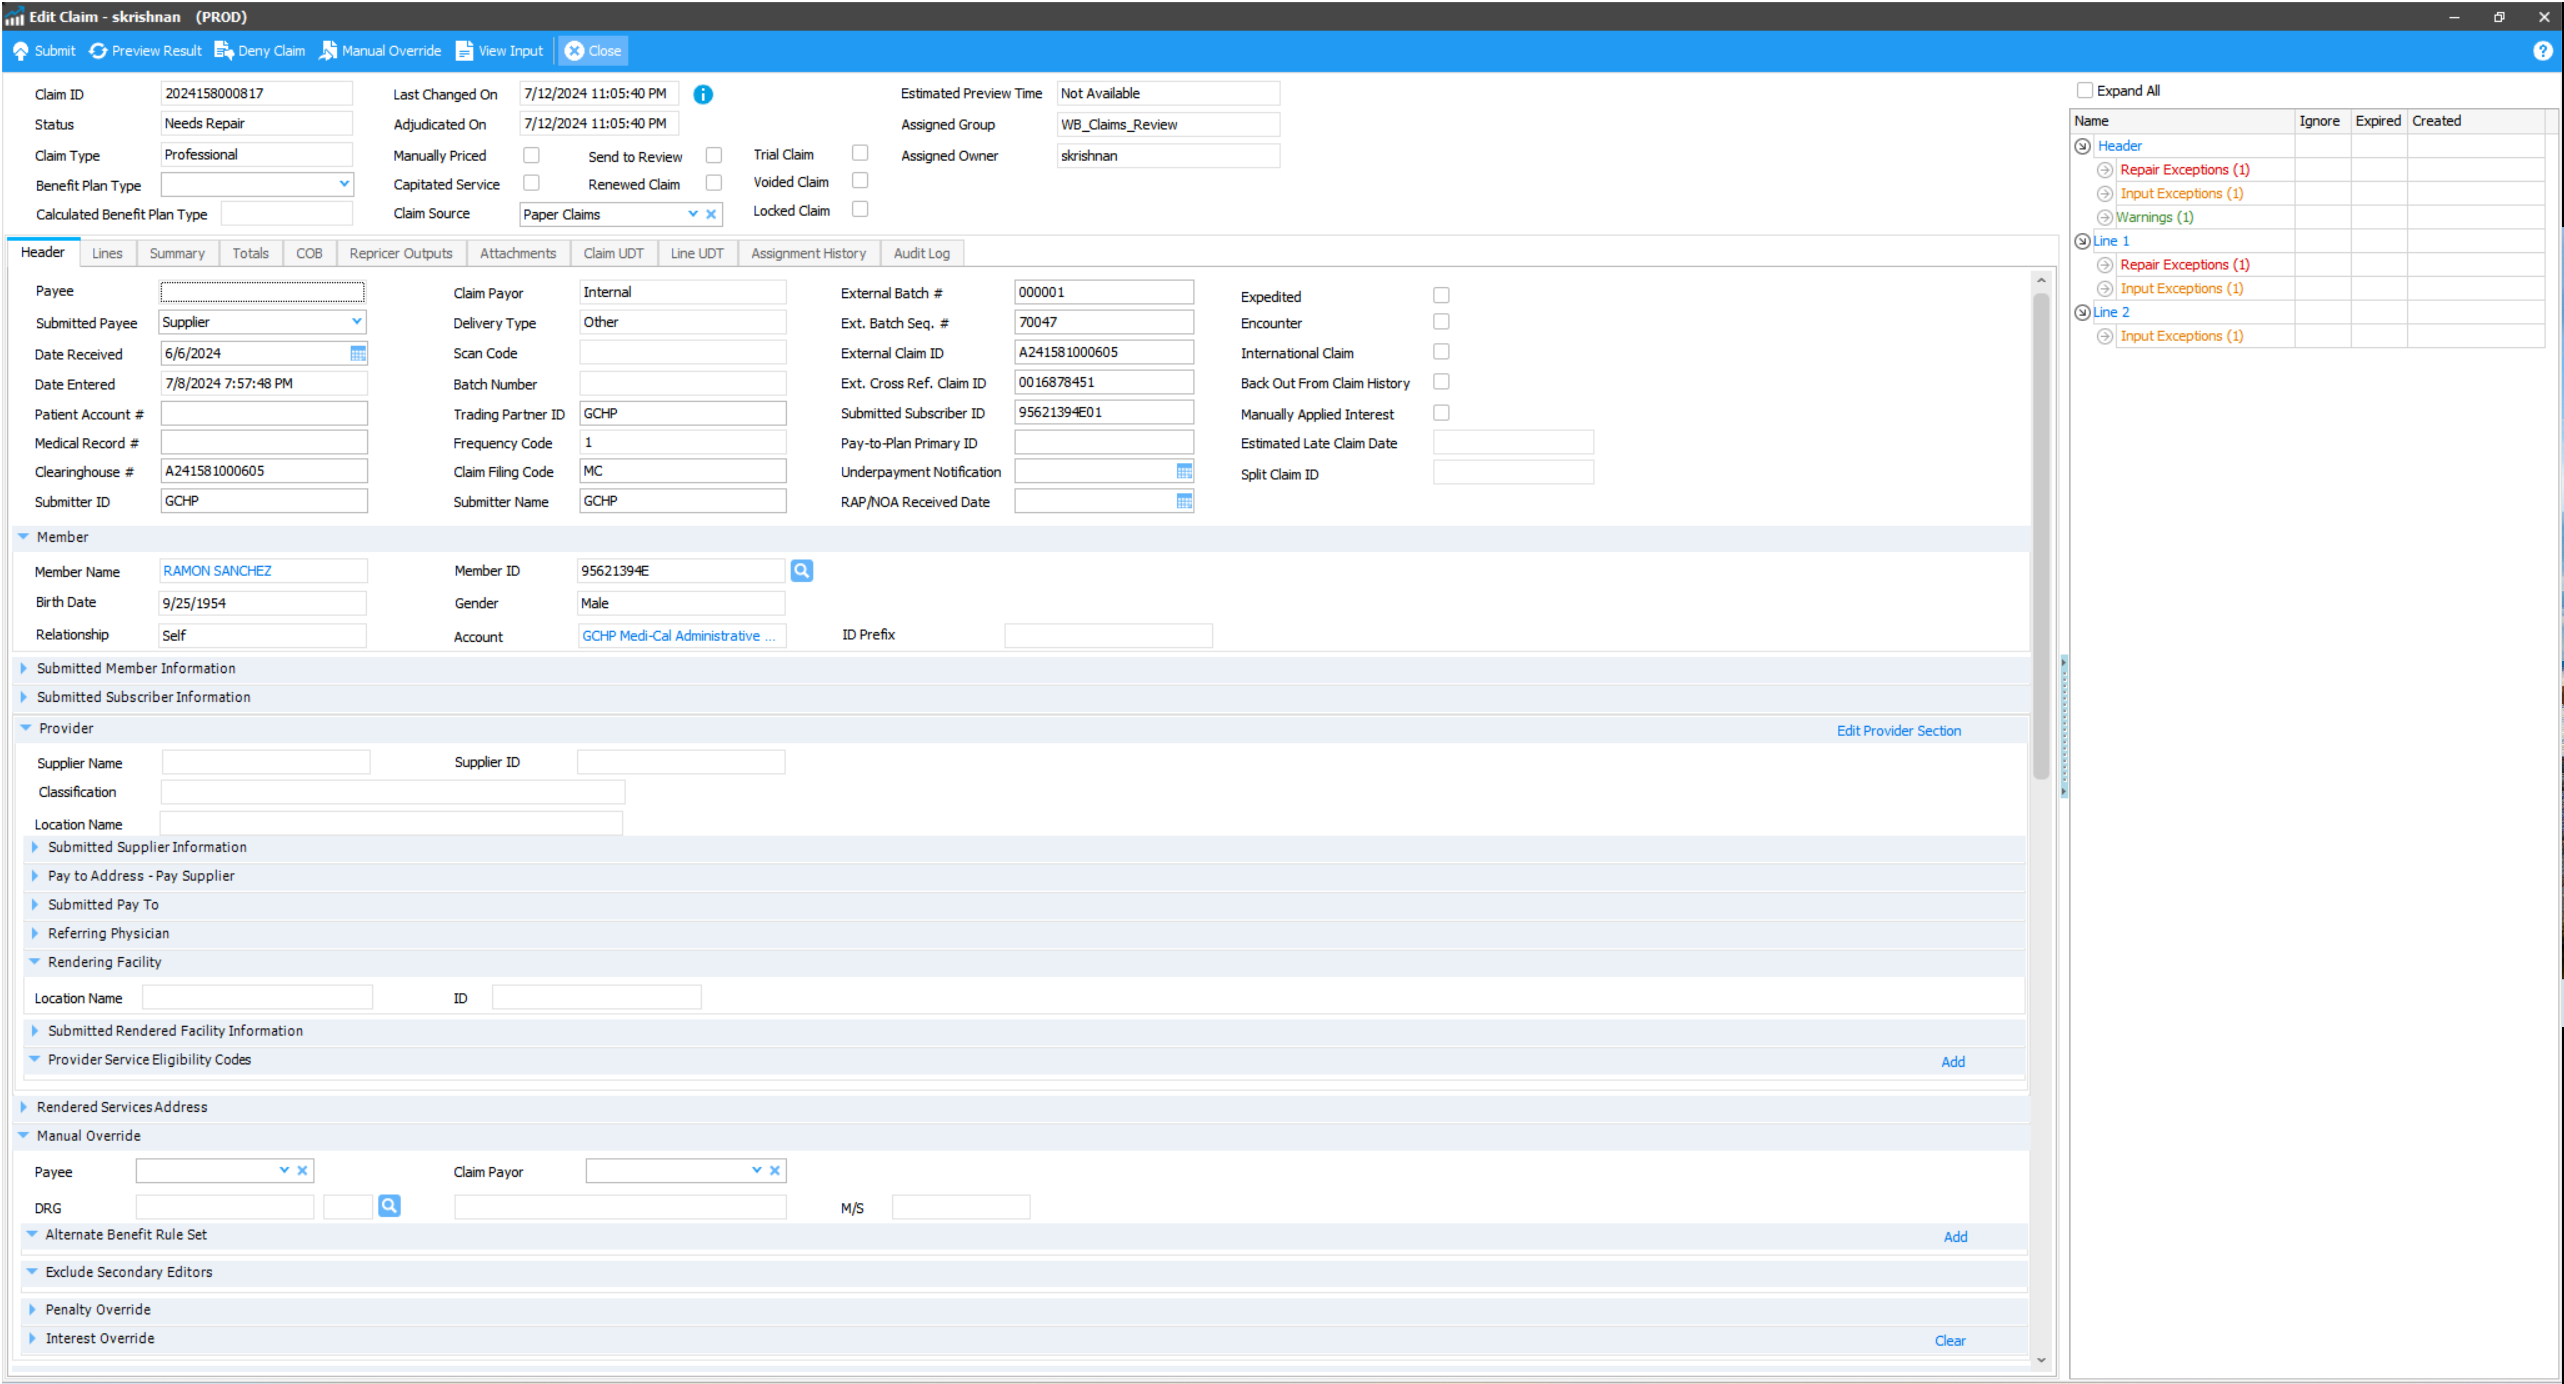 Edit Claim - skrishnan (PROD)
Submit Preview Result Deny Claim Manual Override View Input Close
Claim ID 2024158000817 Last Changed On 7/12/2024 11:05:40 PM Estimated Preview Time Not Available
Status Needs Repair Adjudicated On 7/12/2024 11:05:40 PM Assigned Group WB_Claims_Review
Claim Type Professional Manually Priced Send to Review Trial Claim Assigned Owner skrishnan
Benefit Plan Type Capitated Service Renewed Claim Voided Claim
Calculated Benefit Plan Type Claim Source Paper Claims Locked Claim
Header Lines Summary Totals COB Repricer Outputs Attachments Claim UDT Line UDT Assignment History Audit Log
Payee Claim Payor Internal External Batch # 000001 Expedited
Submitted Payee Supplier Delivery Type Other Ext. Batch Seq. # 70047 Encounter
Date Received 6/6/2024 Scan Code External Claim ID A241581000605 International Claim
Date Entered 7/8/2024 7:57:48 PM Batch Number Ext. Cross Ref. Claim ID 0016878451 Back Out From Claim History
Patient Account # Trading Partner ID GCHP Submitted Subscriber ID 95621394E01 Manually Applied Interest
Medical Record # Frequency Code 1 Pay-to-Plan Primary ID Estimated Late Claim Date
Clearinghouse # A241581000605 Claim Filing Code MC Underpayment Notification Split Claim ID
Submitter ID GCHP Submitter Name GCHP RAP/NOA Received Date
Member
Member Name RAMON SANCHEZ Member ID 95621394E
Birth Date 9/25/1954 Gender Male
Relationship Self Account GCHP Medi-Cal Administrative ... ID Prefix
Submitted Member Information
Submitted Subscriber Information
Provider Edit Provider Section
Supplier Name Supplier ID
Classification
Location Name
Submitted Supplier Information
Pay to Address - Pay Supplier
Submitted Pay To
Referring Physician
Rendering Facility
Location Name ID
Submitted Rendered Facility Information
Provider Service Eligibility Codes Add
Rendered Services Address
Manual Override
Payee Claim Payor
DRG M/S
Alternate Benefit Rule Set Add
Exclude Secondary Editors
Penalty Override
Interest Override Clear
Expand All
Name Ignore Expired Created
Header
Repair Exceptions (1)
Input Exceptions (1)
Warnings (1)
Line 1
Repair Exceptions (1)
Input Exceptions (1)
Line 2
Input Exceptions (1)